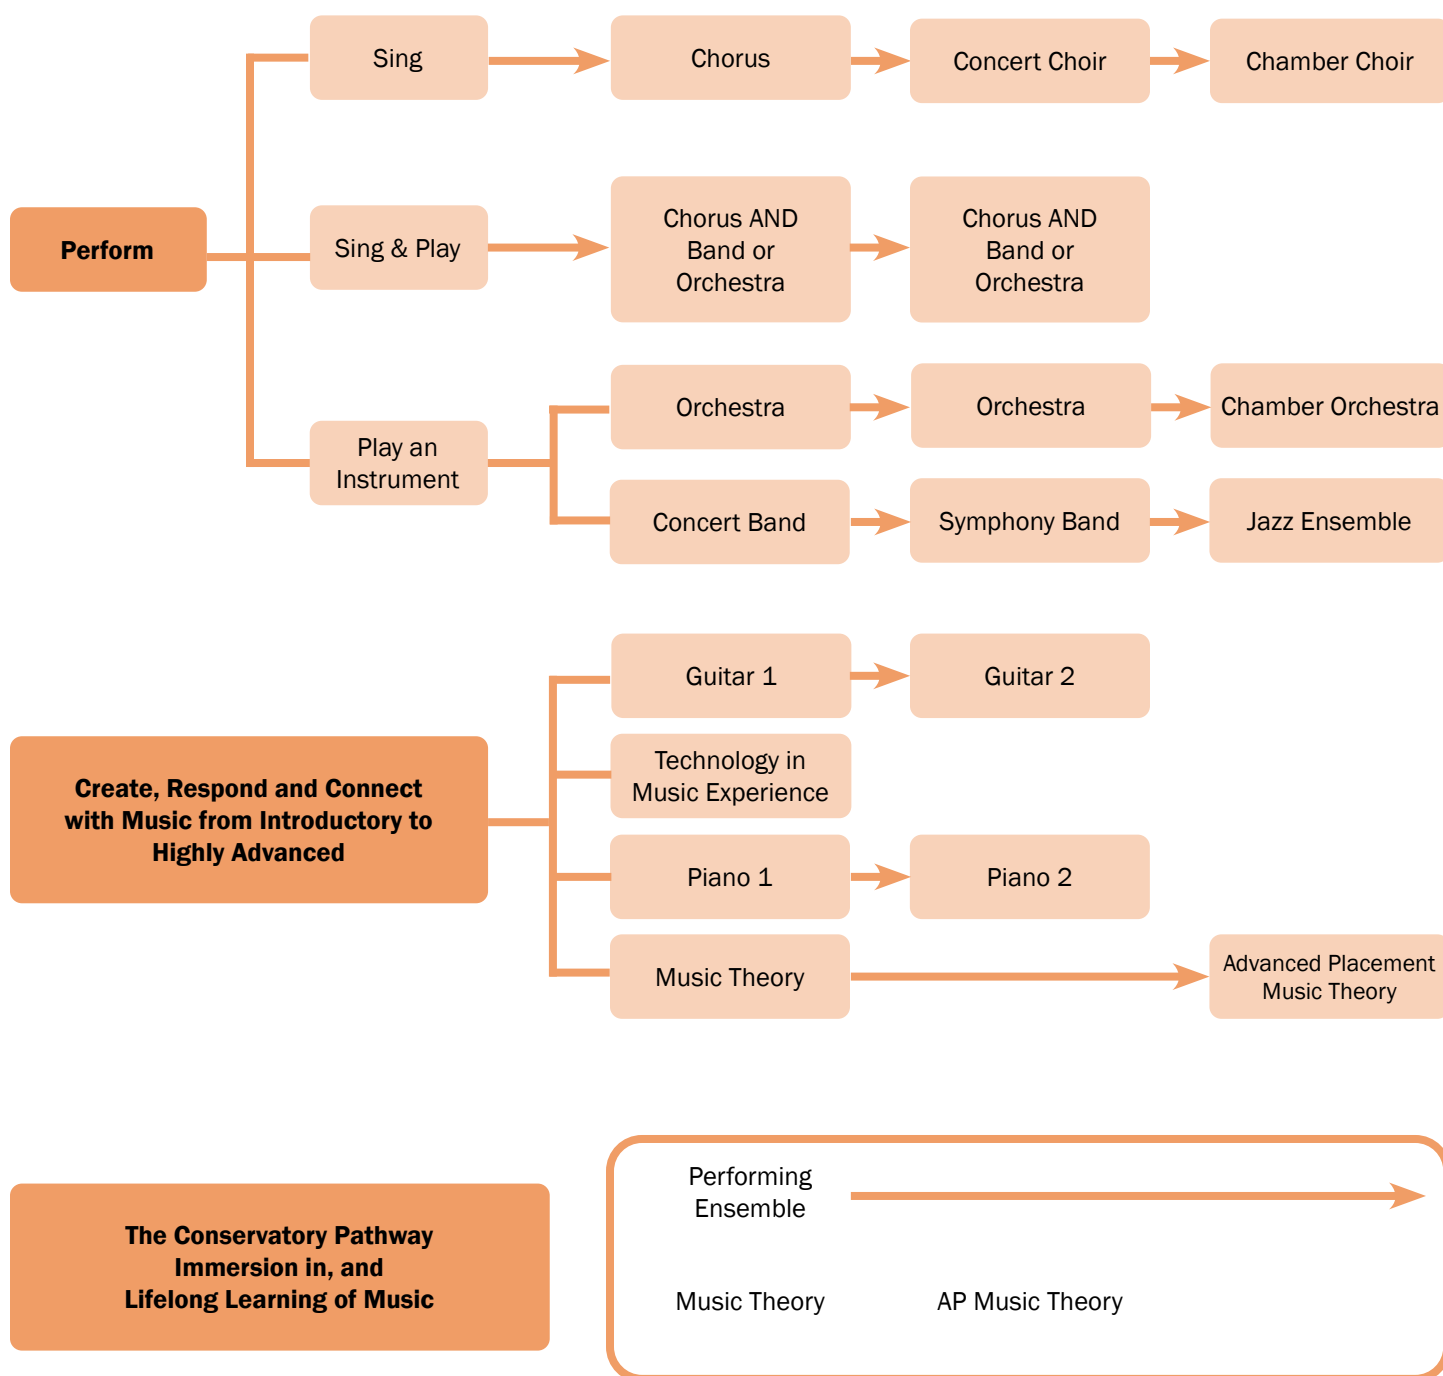 Sing
Chorus
Concert Choir
Chamber Choir
Perform
Sing & Play
Chorus AND
Band or
Orchestra
Chorus AND
Band or
Orchestra
Play an
Instrument
Orchestra
Orchestra
Chamber Orchestra
Concert Band
Symphony Band
Jazz Ensemble
Create, Respond and Connect
with Music from Introductory to
Highly Advanced
Guitar 1
Guitar 2
Technology in
Music Experience
Piano 1
Piano 2
Music Theory
Advanced Placement
Music Theory
The Conservatory Pathway
Immersion in, and
Lifelong Learning of Music
Performing
Ensemble
Music Theory
AP Music Theory